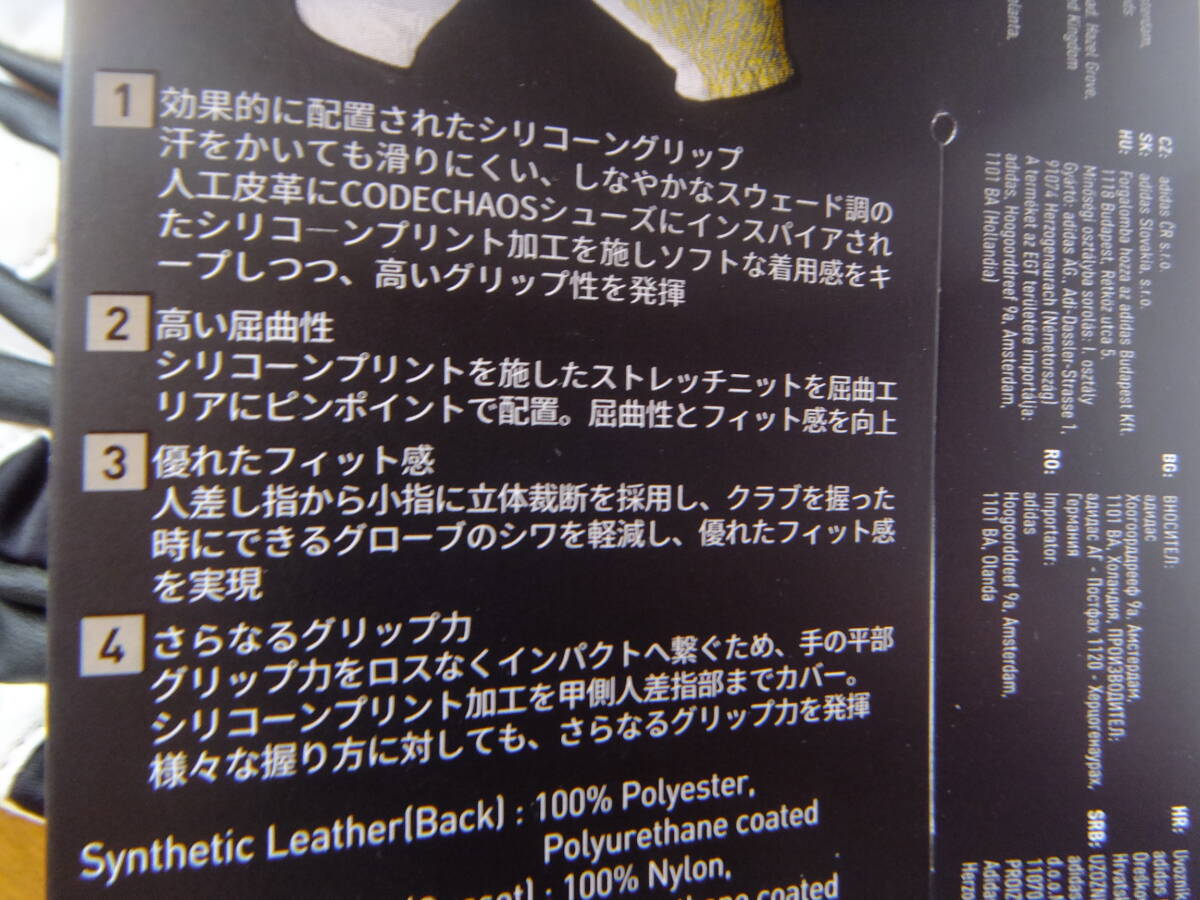 1
効果的に配置されたシリコーングリップ
汗をかいても滑りにくい、しなやかなスウェード調の
人工皮革にCODECHAOSシューズにインスパイアされ
たシリコーンプリント加工を施しソフトな着用感をキ
ープしつつ、高いグリップ性を発揮
2
高い屈曲性
シリコーンプリントを施したストレッチニットを屈曲エ
リアにピンポイントで配置。屈曲性とフィット感を向上
3
優れたフィット感
人差し指から小指に立体裁断を採用し、クラブを握った
時にできるグローブのシワを軽減し、優れたフィット感
を実現
4
さらなるグリップ力
グリップ力をロスなくインパクトへ繋ぐため、手の平部
シリコーンプリント加工を甲側人差指部までカバー。
様々な握り方に対しても、さらなるグリップ力を発揮
Synthetic Leather(Back) : 100% Polyester,
Polyurethane coated
: 100% Nylon,
coated
Hazel Grove,
Kingdom
CZ: adidas ČR s.r.o.
SK: adidas Slovakia, s.r.o.
HU: Forgalomba hozza az adidas Budapest Kft.
1118 Budapest, Rétköz utca 5.
Minőségi osztályba sorolás: I. osztály
Gyártó: adidas AG, Adi-Dassler-Strasse 1,
91074 Herzogenaurach (Németország)
A terméket az EGT területére importálja:
adidas, Hoogoorddreef 9a, Amsterdam,
1101 BA (Hollandia)
BG: ВНОСИТЕЛ:
адидас
Хоогорддрееф 9а, Амстердам,
1101 BA, Холандия, ПРОИЗВОДИТЕЛ:
адидас АГ - Постфах 1120 - Херцогенаурах,
Германия
RO: Importator:
adidas
Hoogoorddreef 9a, Amsterdam,
1101 BA, Olanda
HR: Uvoznik
adidas
SRB: UZOZN
adidas
d.o.o.
11070